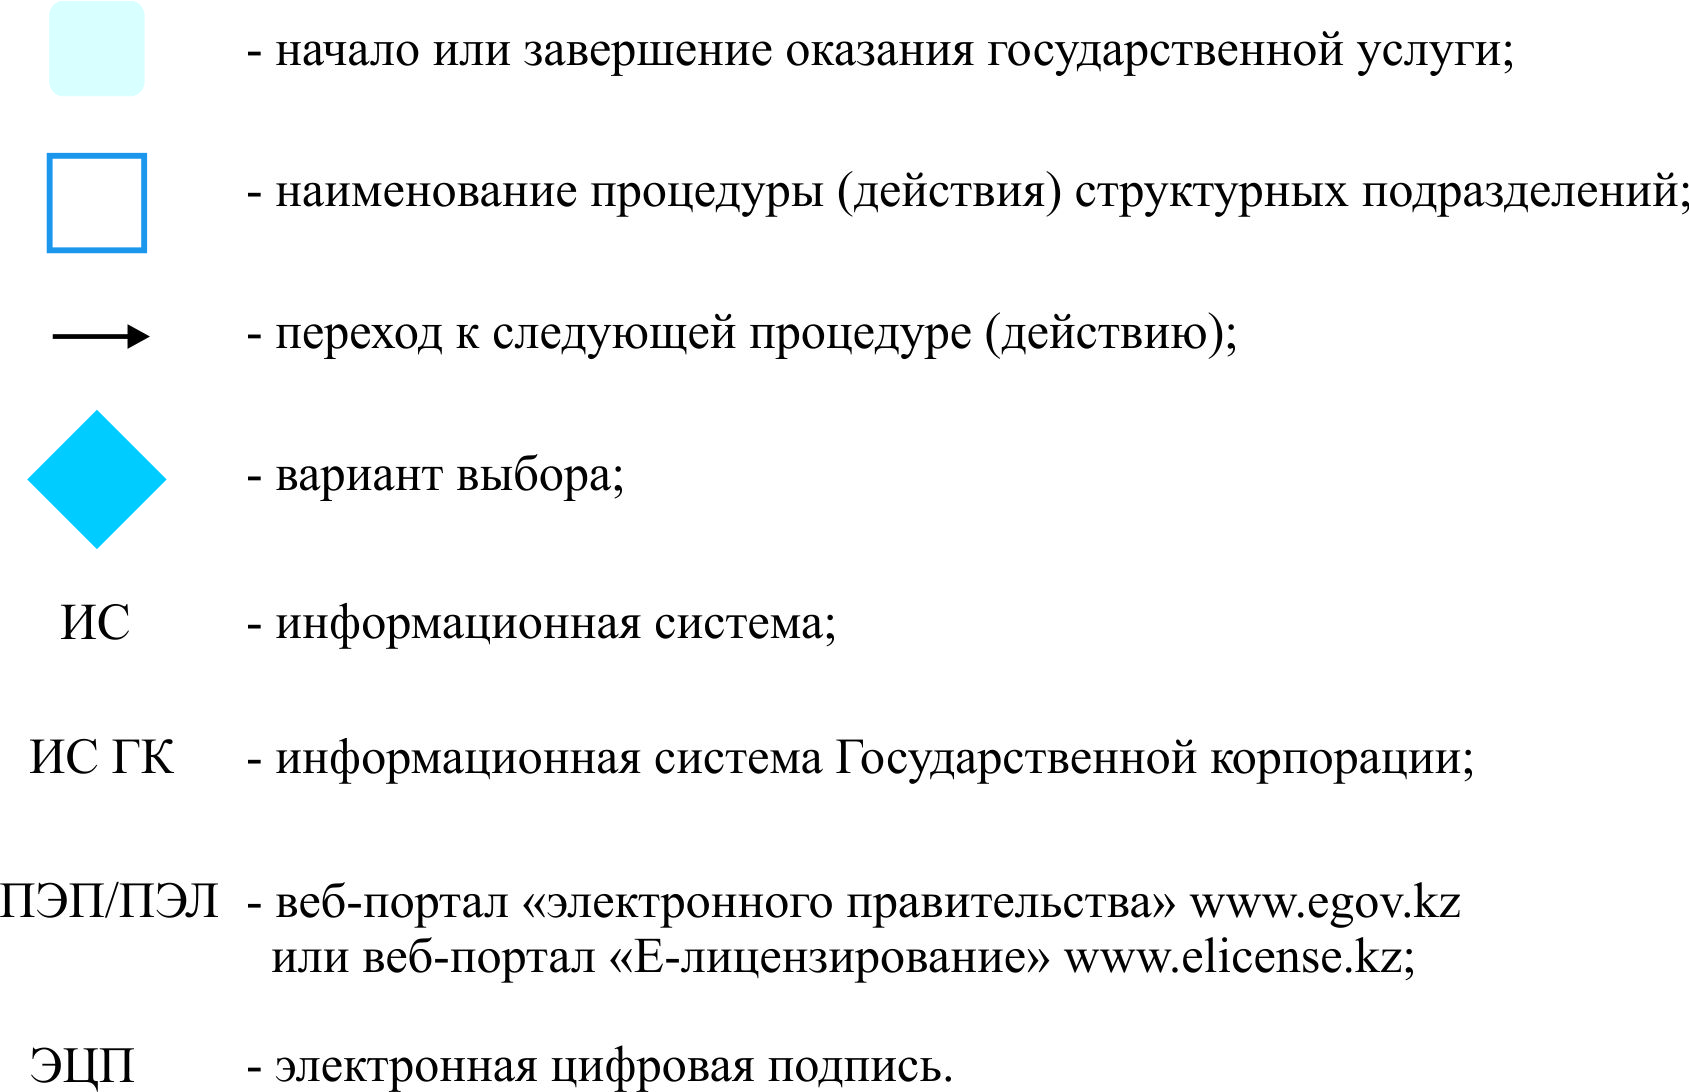 - начало или завершение оказания государственной услуги;
- наименование процедуры (действия) структурных подразделений;
- переход к следующей процедуре (действию);
- вариант выбора;
ИС - информационная система;
ИС ГК - информационная система Государственной корпорации;
ПЭП/ПЭЛ - веб-портал «электронного правительства» www.egov.kz
или веб-портал «Е-лицензирование» www.elicense.kz;
ЭЦП - электронная цифровая подпись.